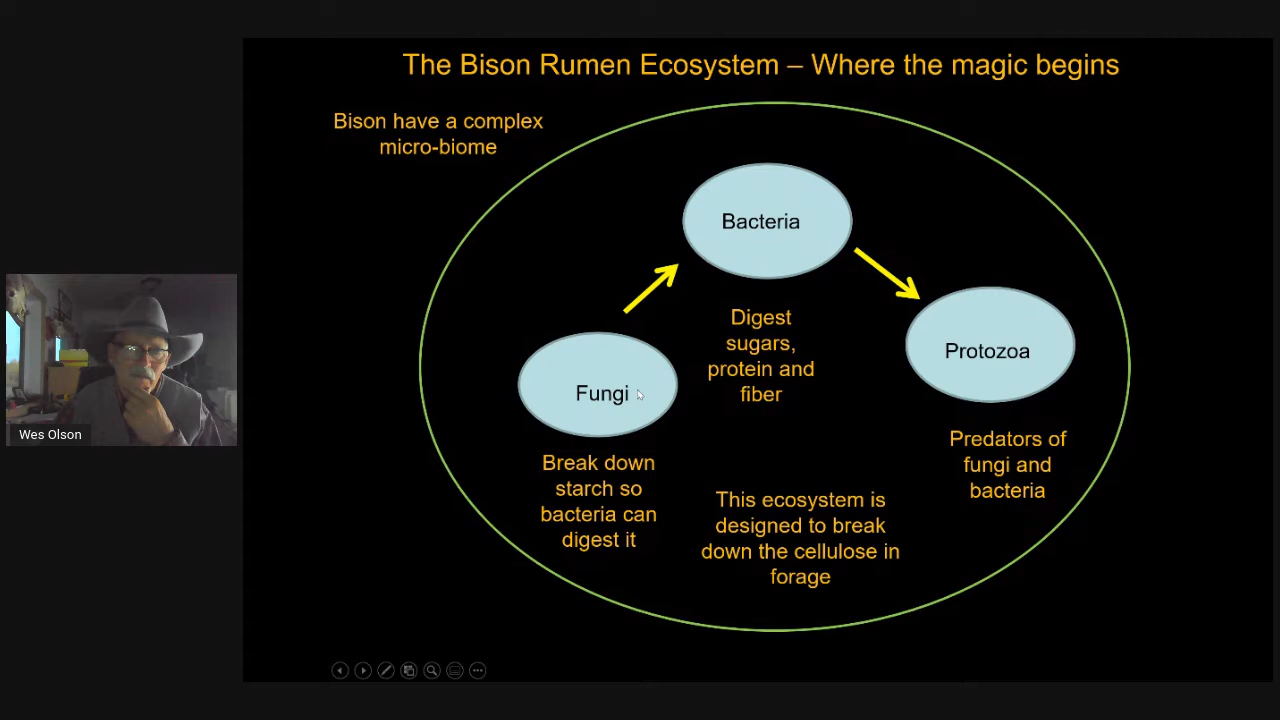 The Bison Rumen Ecosystem – Where the magic begins
Bison have a complex
micro-biome
Bacteria
Digest
sugars,
protein and
fiber
Protozoa
Predators of
fungi and
bacteria
Fungi
Break down
starch so
bacteria can
digest it
This ecosystem is
designed to break
down the cellulose in
forage
Wes Olson